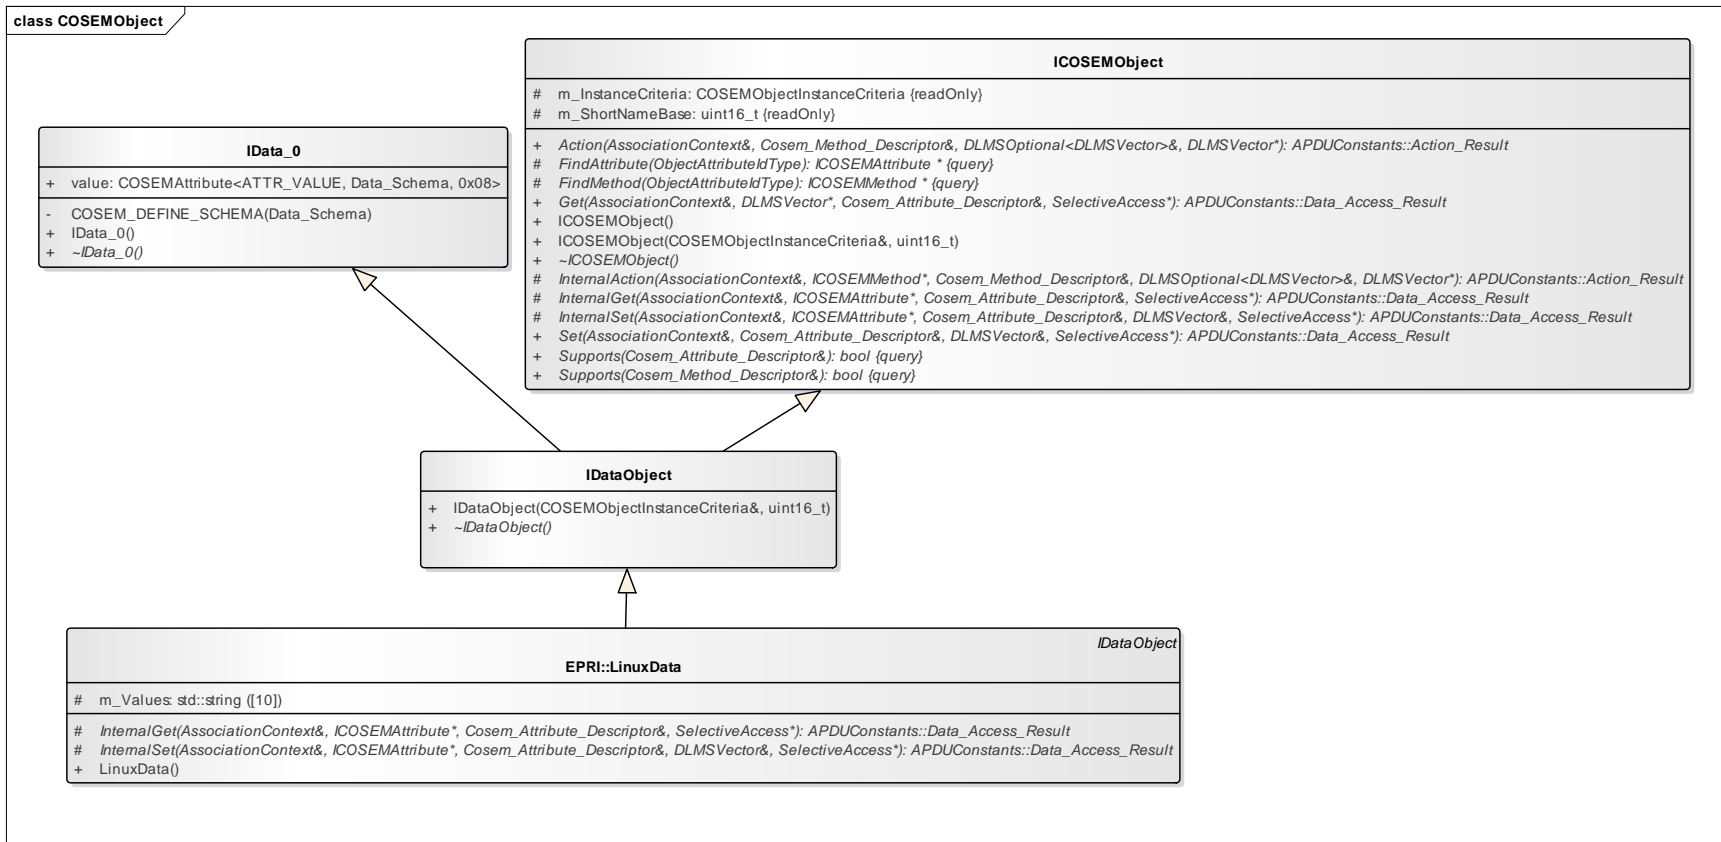 class COSEMObject
ICOSEMObject
# m_InstanceCriteria: COSEMObjectInstanceCriteria {readOnly}
# m_ShortNameBase: uint16_t {readOnly}
+ Action(AssociationContext&, Cosem_Method_Descriptor&, DLMSOptional<DLMSVector>&, DLMSVector*): APDUConstants::Action_Result
# FindAttribute(ObjectAttributeIdType): ICOSEMAttribute * {query}
# FindMethod(ObjectAttributeIdType): ICOSEMMethod * {query}
+ Get(AssociationContext&, DLMSVector*, Cosem_Attribute_Descriptor&, SelectiveAccess*): APDUConstants::Data_Access_Result
+ ICOSEMObject()
+ ICOSEMObject(COSEMObjectInstanceCriteria&, uint16_t)
+ ~ICOSEMObject()
# InternalAction(AssociationContext&, ICOSEMMethod*, Cosem_Method_Descriptor&, DLMSOptional<DLMSVector>&, DLMSVector*): APDUConstants::Action_Result
# InternalGet(AssociationContext&, ICOSEMAttribute*, Cosem_Attribute_Descriptor&, SelectiveAccess*): APDUConstants::Data_Access_Result
# InternalSet(AssociationContext&, ICOSEMAttribute*, Cosem_Attribute_Descriptor&, DLMSVector&, SelectiveAccess*): APDUConstants::Data_Access_Result
+ Set(AssociationContext&, Cosem_Attribute_Descriptor&, DLMSVector&, SelectiveAccess*): APDUConstants::Data_Access_Result
+ Supports(Cosem_Attribute_Descriptor&): bool {query}
+ Supports(Cosem_Method_Descriptor&): bool {query}
IData_0
+ value: COSEMAttribute<ATTR_VALUE, Data_Schema, 0x08>
- COSEM_DEFINE_SCHEMA(Data_Schema)
+ IData_0()
+ ~IData_0()
IDataObject
+ IDataObject(COSEMObjectInstanceCriteria&, uint16_t)
+ ~IDataObject()
IDataObject
EPRI::LinuxData
# m_Values: std::string ([10])
# InternalGet(AssociationContext&, ICOSEMAttribute*, Cosem_Attribute_Descriptor&, SelectiveAccess*): APDUConstants::Data_Access_Result
# InternalSet(AssociationContext&, ICOSEMAttribute*, Cosem_Attribute_Descriptor&, DLMSVector&, SelectiveAccess*): APDUConstants::Data_Access_Result
+ LinuxData()